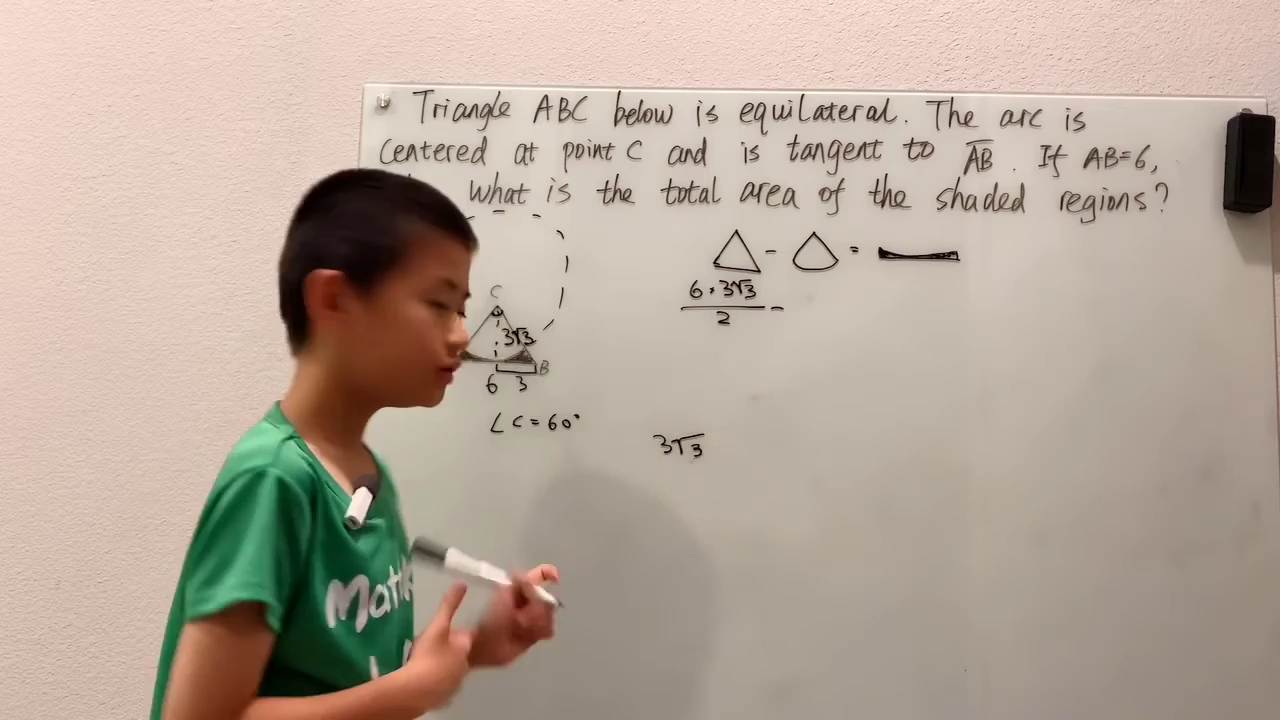 Triangle ABC below is equilateral. The arc is
centered at point C and is tangent to AB. If AB=6,
what is the total area of the shaded regions?
- =
6 × 3√3
2 -
C
3√3
B
6 3
∠C=60°
3√3
Math